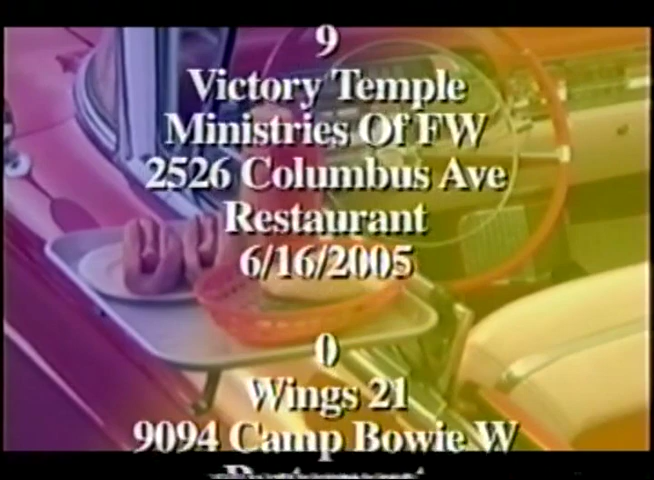 9
Victory Temple
Ministries Of FW
2526 Columbus Ave
Restaurant
6/16/2005
0
Wings 21
9094 Camp Bowie W